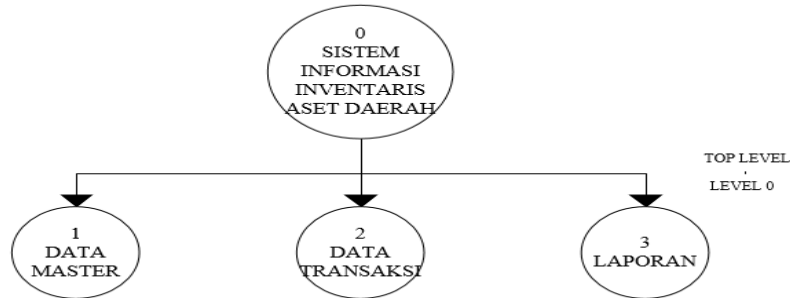 0
SISTEM
INFORMASI
INVENTARIS
ASET DAERAH
TOP LEVEL
LEVEL 0
1
DATA
MASTER
2
DATA
TRANSAKSI
3
LAPORAN